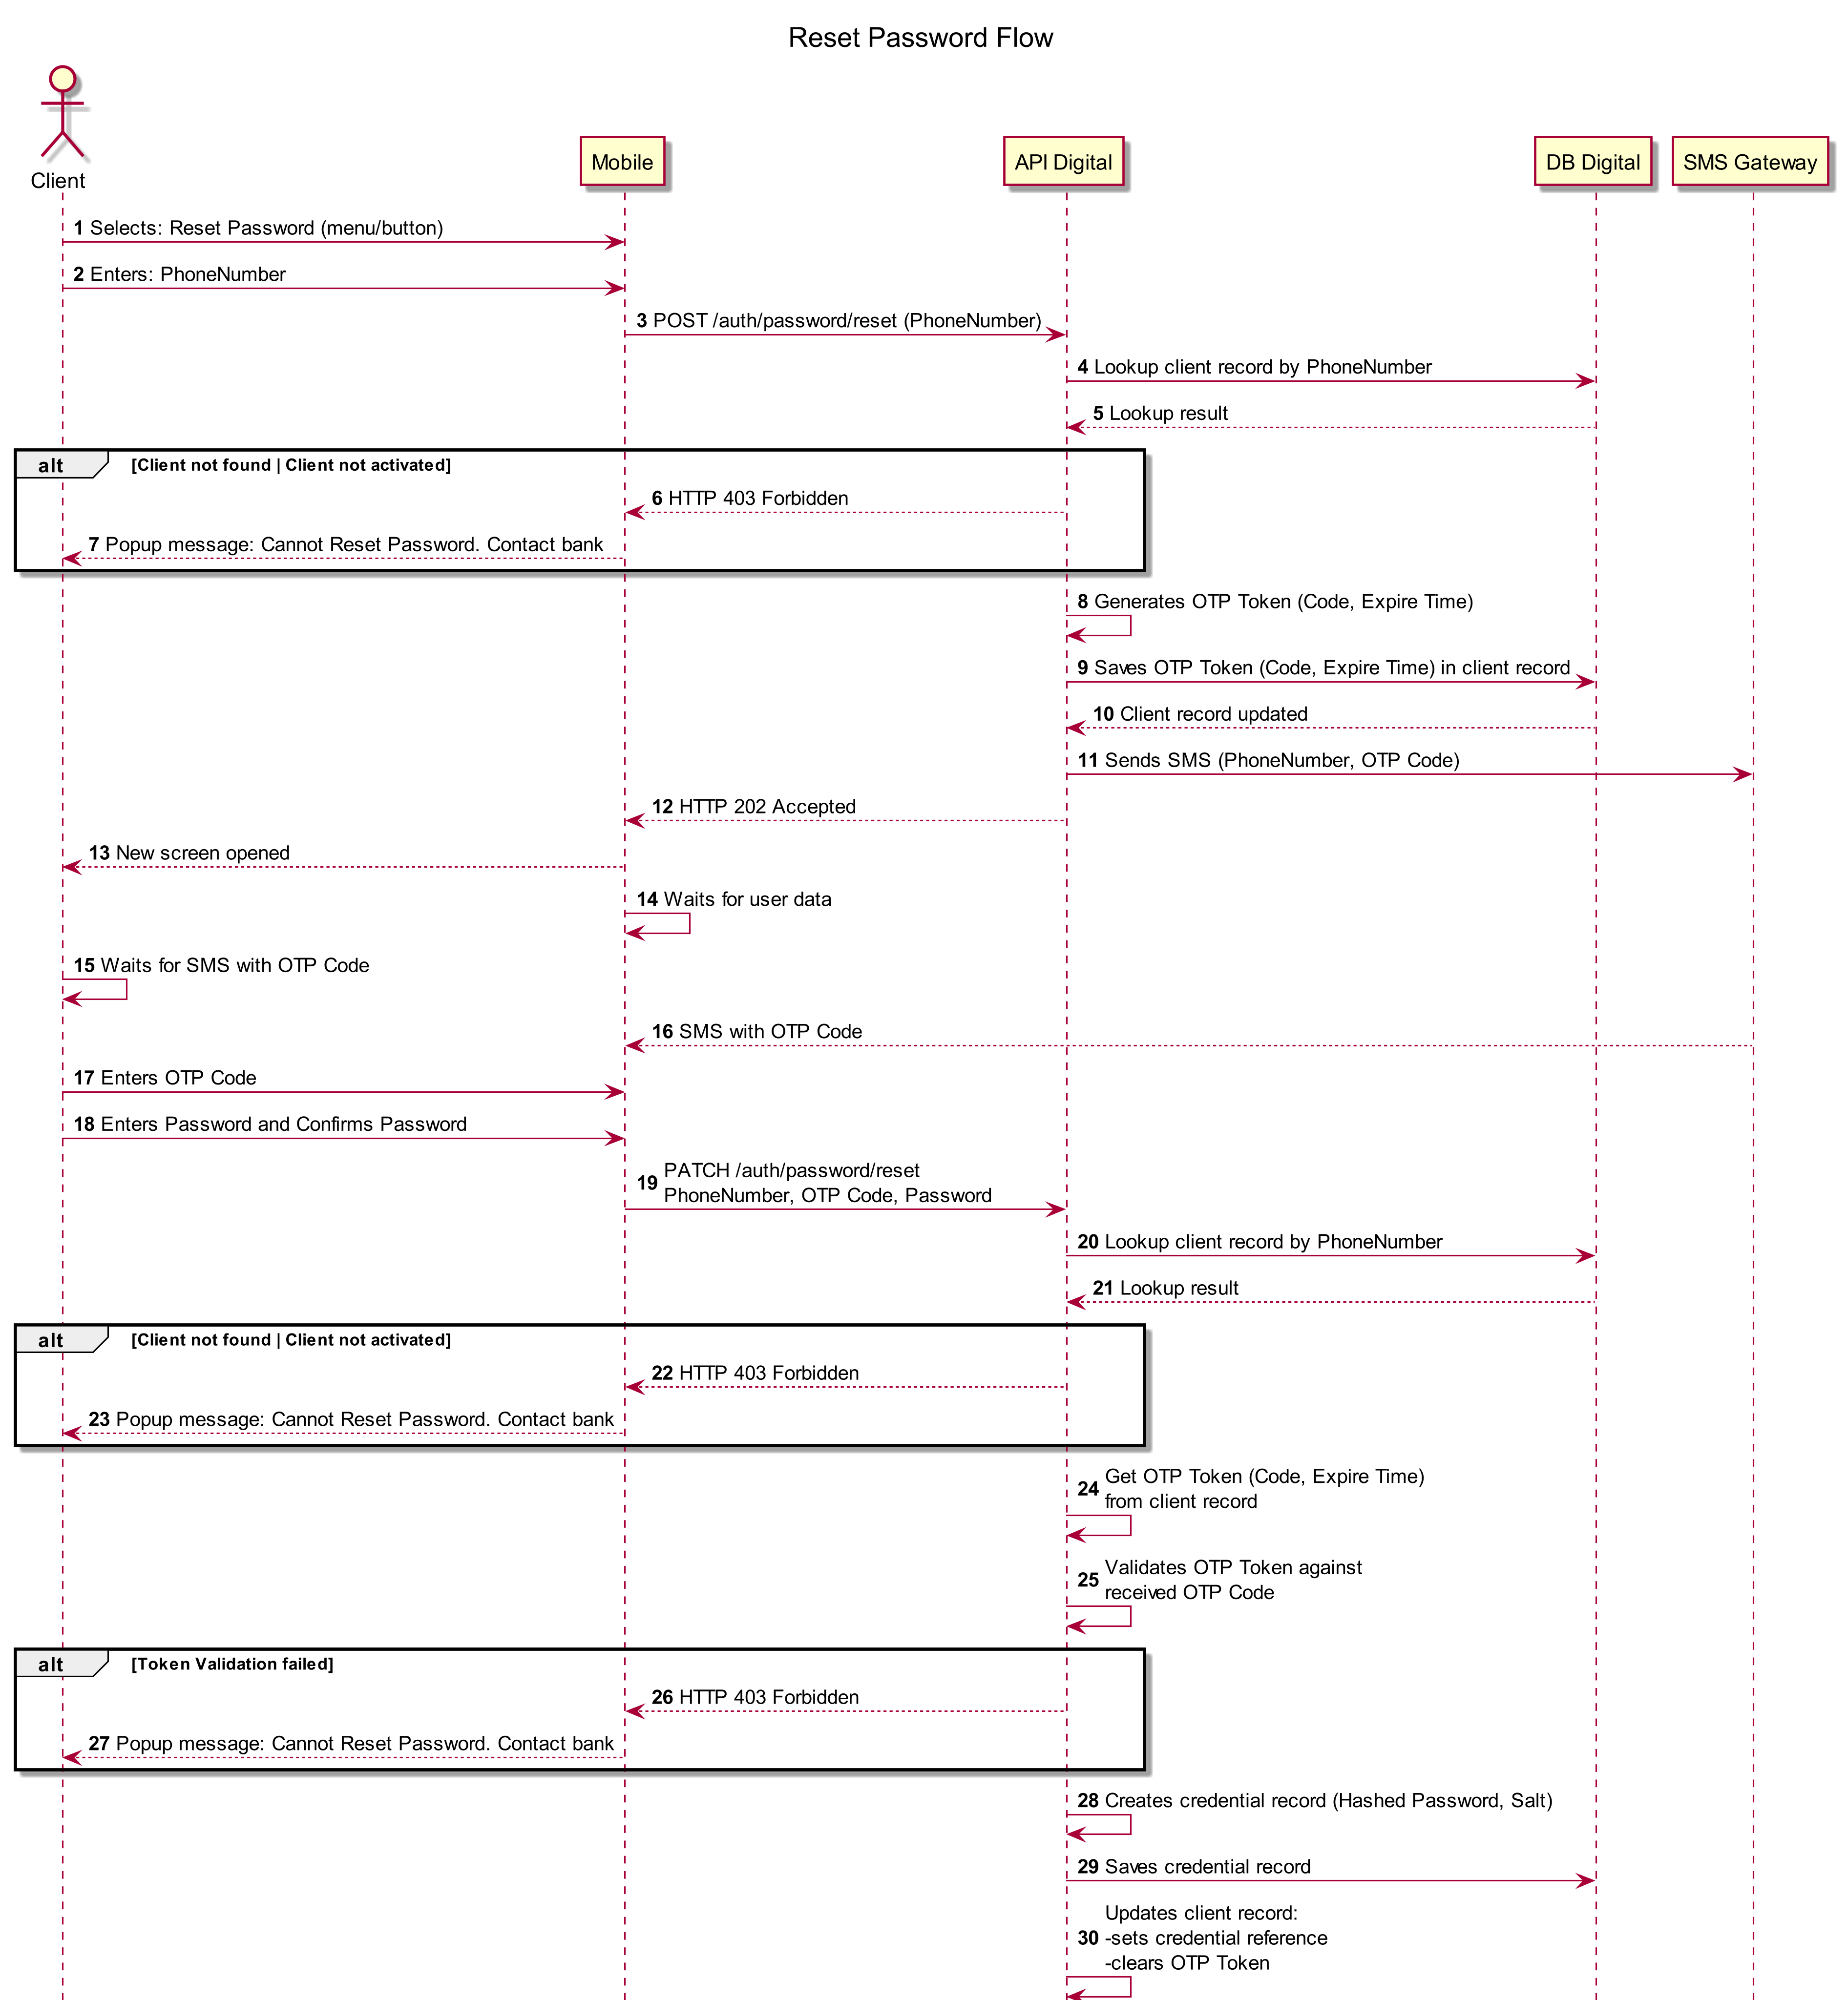 Reset Password Flow
Client
Mobile
API Digital
DB Digital
SMS Gateway
1 Selects: Reset Password (menu/button)
2 Enters: PhoneNumber
3 POST /auth/password/reset (PhoneNumber)
4 Lookup client record by PhoneNumber
5 Lookup result
alt [Client not found | Client not activated]
6 HTTP 403 Forbidden
7 Popup message: Cannot Reset Password. Contact bank
8 Generates OTP Token (Code, Expire Time)
9 Saves OTP Token (Code, Expire Time) in client record
10 Client record updated
11 Sends SMS (PhoneNumber, OTP Code)
12 HTTP 202 Accepted
13 New screen opened
14 Waits for user data
15 Waits for SMS with OTP Code
16 SMS with OTP Code
17 Enters OTP Code
18 Enters Password and Confirms Password
19 PATCH /auth/password/reset
PhoneNumber, OTP Code, Password
20 Lookup client record by PhoneNumber
21 Lookup result
alt [Client not found | Client not activated]
22 HTTP 403 Forbidden
23 Popup message: Cannot Reset Password. Contact bank
24 Get OTP Token (Code, Expire Time)
from client record
25 Validates OTP Token against
received OTP Code
alt [Token Validation failed]
26 HTTP 403 Forbidden
27 Popup message: Cannot Reset Password. Contact bank
28 Creates credential record (Hashed Password, Salt)
29 Saves credential record
Updates client record:
30 -sets credential reference
-clears OTP Token